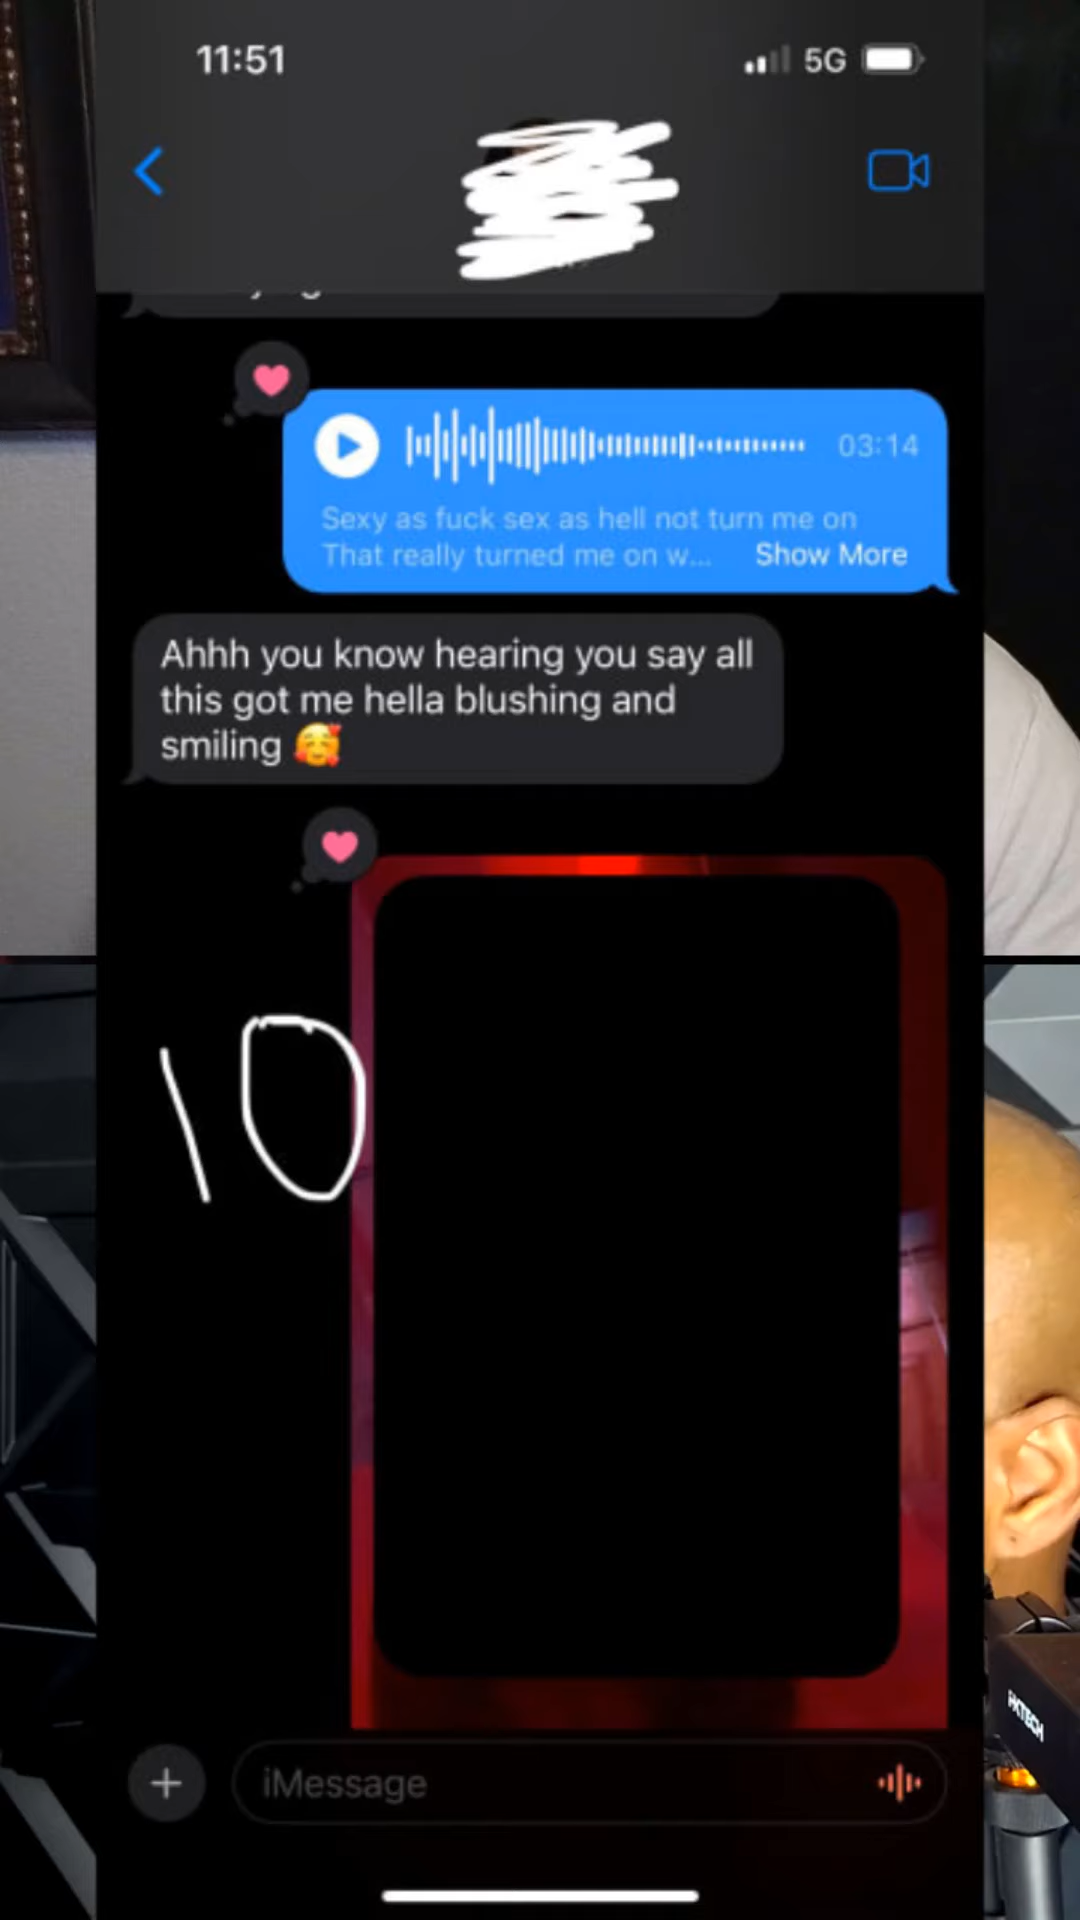 11:51
5G
03:14
Sexy as fuck sex as hell not turn me on
That really turned me on w... Show More
Ahhh you know hearing you say all
this got me hella blushing and
smiling 🥰
10
iMessage